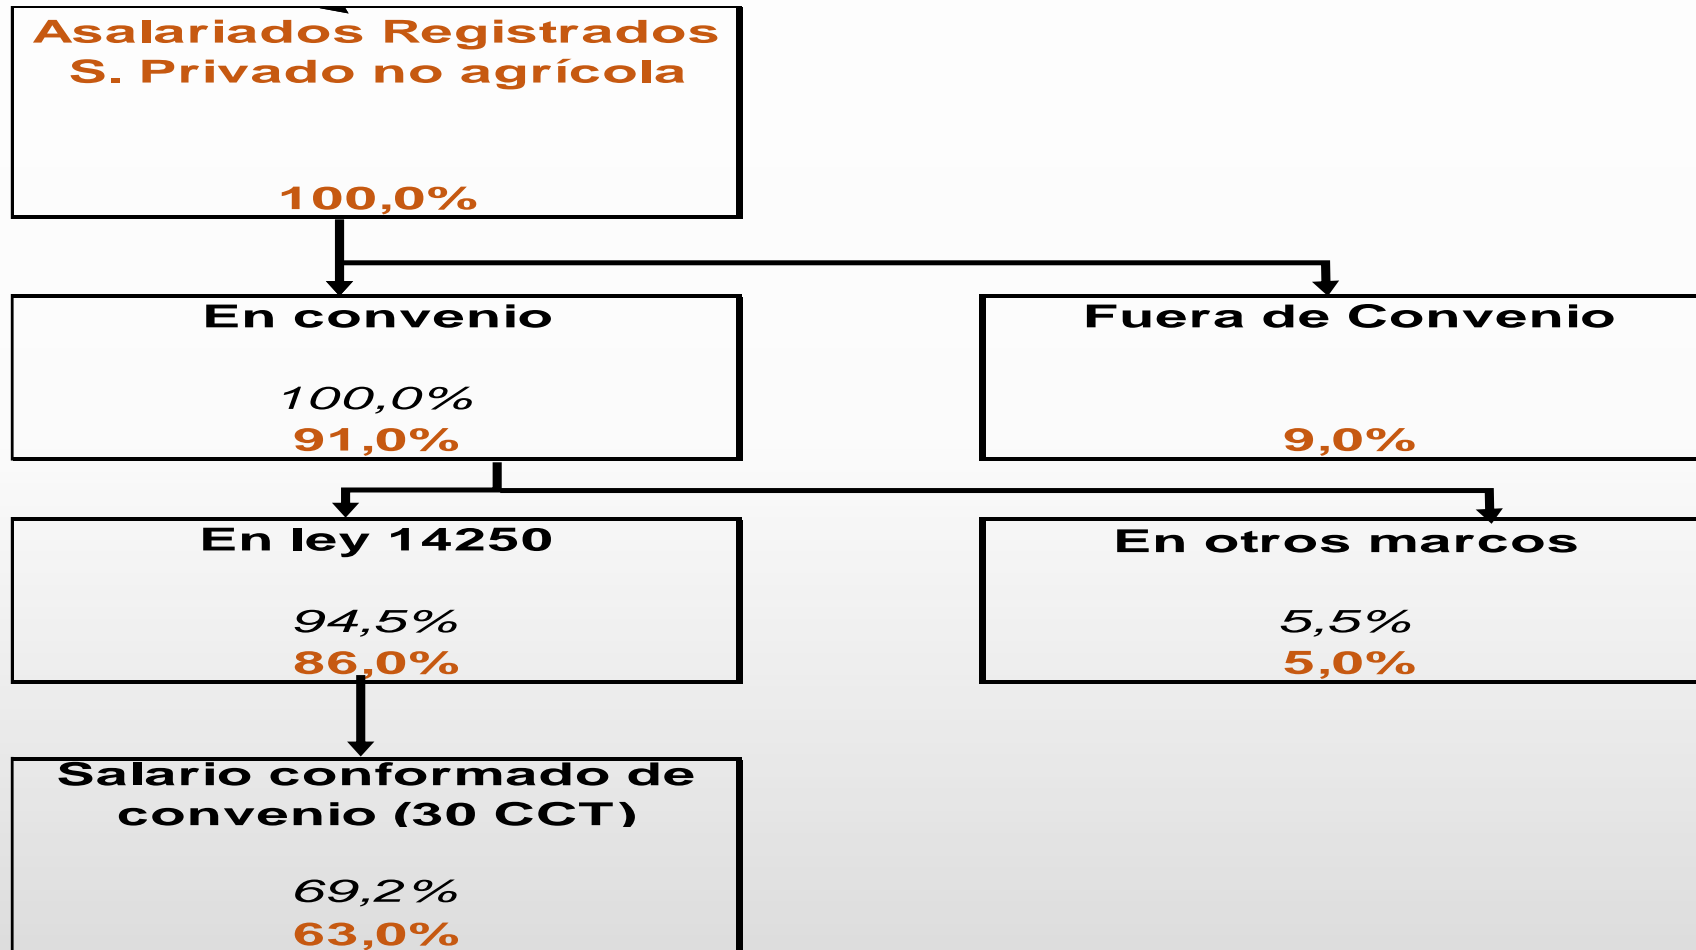 Asalariados Registrados
S. Privado no agrícola
100,0%
En convenio
100,0%
91,0%
Fuera de Convenio
9,0%
En ley 14250
94,5%
86,0%
En otros marcos
5,5%
5,0%
Salario conformado de
convenio (30 CCT)
69,2%
63,0%